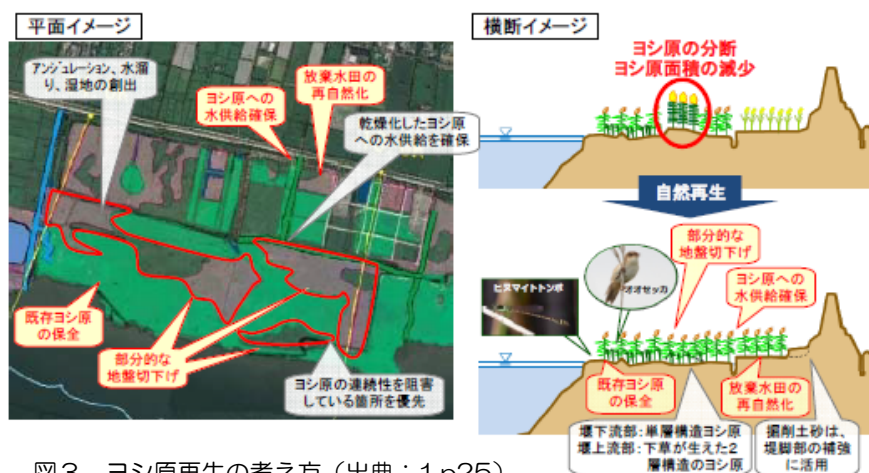 平面イメージ
アンジュレーション、水溜
り、湿地の創出
ヨシ原への
水供給確保
放棄水田の
再自然化
乾燥化したヨシ原
への水供給を確保
既存ヨシ原
の保全
部分的な
地盤切下げ
ヨシ原の連続性を阻害
している箇所を優先
横断イメージ
ヨシ原の分断
ヨシ原面積の減少
自然再生
ヒヌマイトトンボ
オオセッカ
部分的な
地盤切下げ
ヨシ原への
水供給確保
既存ヨシ原
の保全
放棄水田の
再自然化
堰下流部:単層構造ヨシ原
堰上流部:下草が生えた2
層構造のヨシ原
掘削土砂は、
堤脚部の補強
に活用
図3 ヨシ原再生の考え方(出典:1 p25)